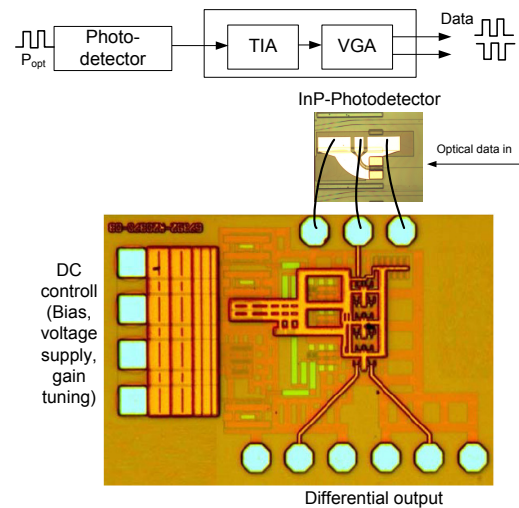 Data
P_opt
Photo-
detector
TIA
VGA
InP-Photodetector
Optical data in
DC
controll
(Bias,
voltage
supply,
gain
tuning)
Differential output